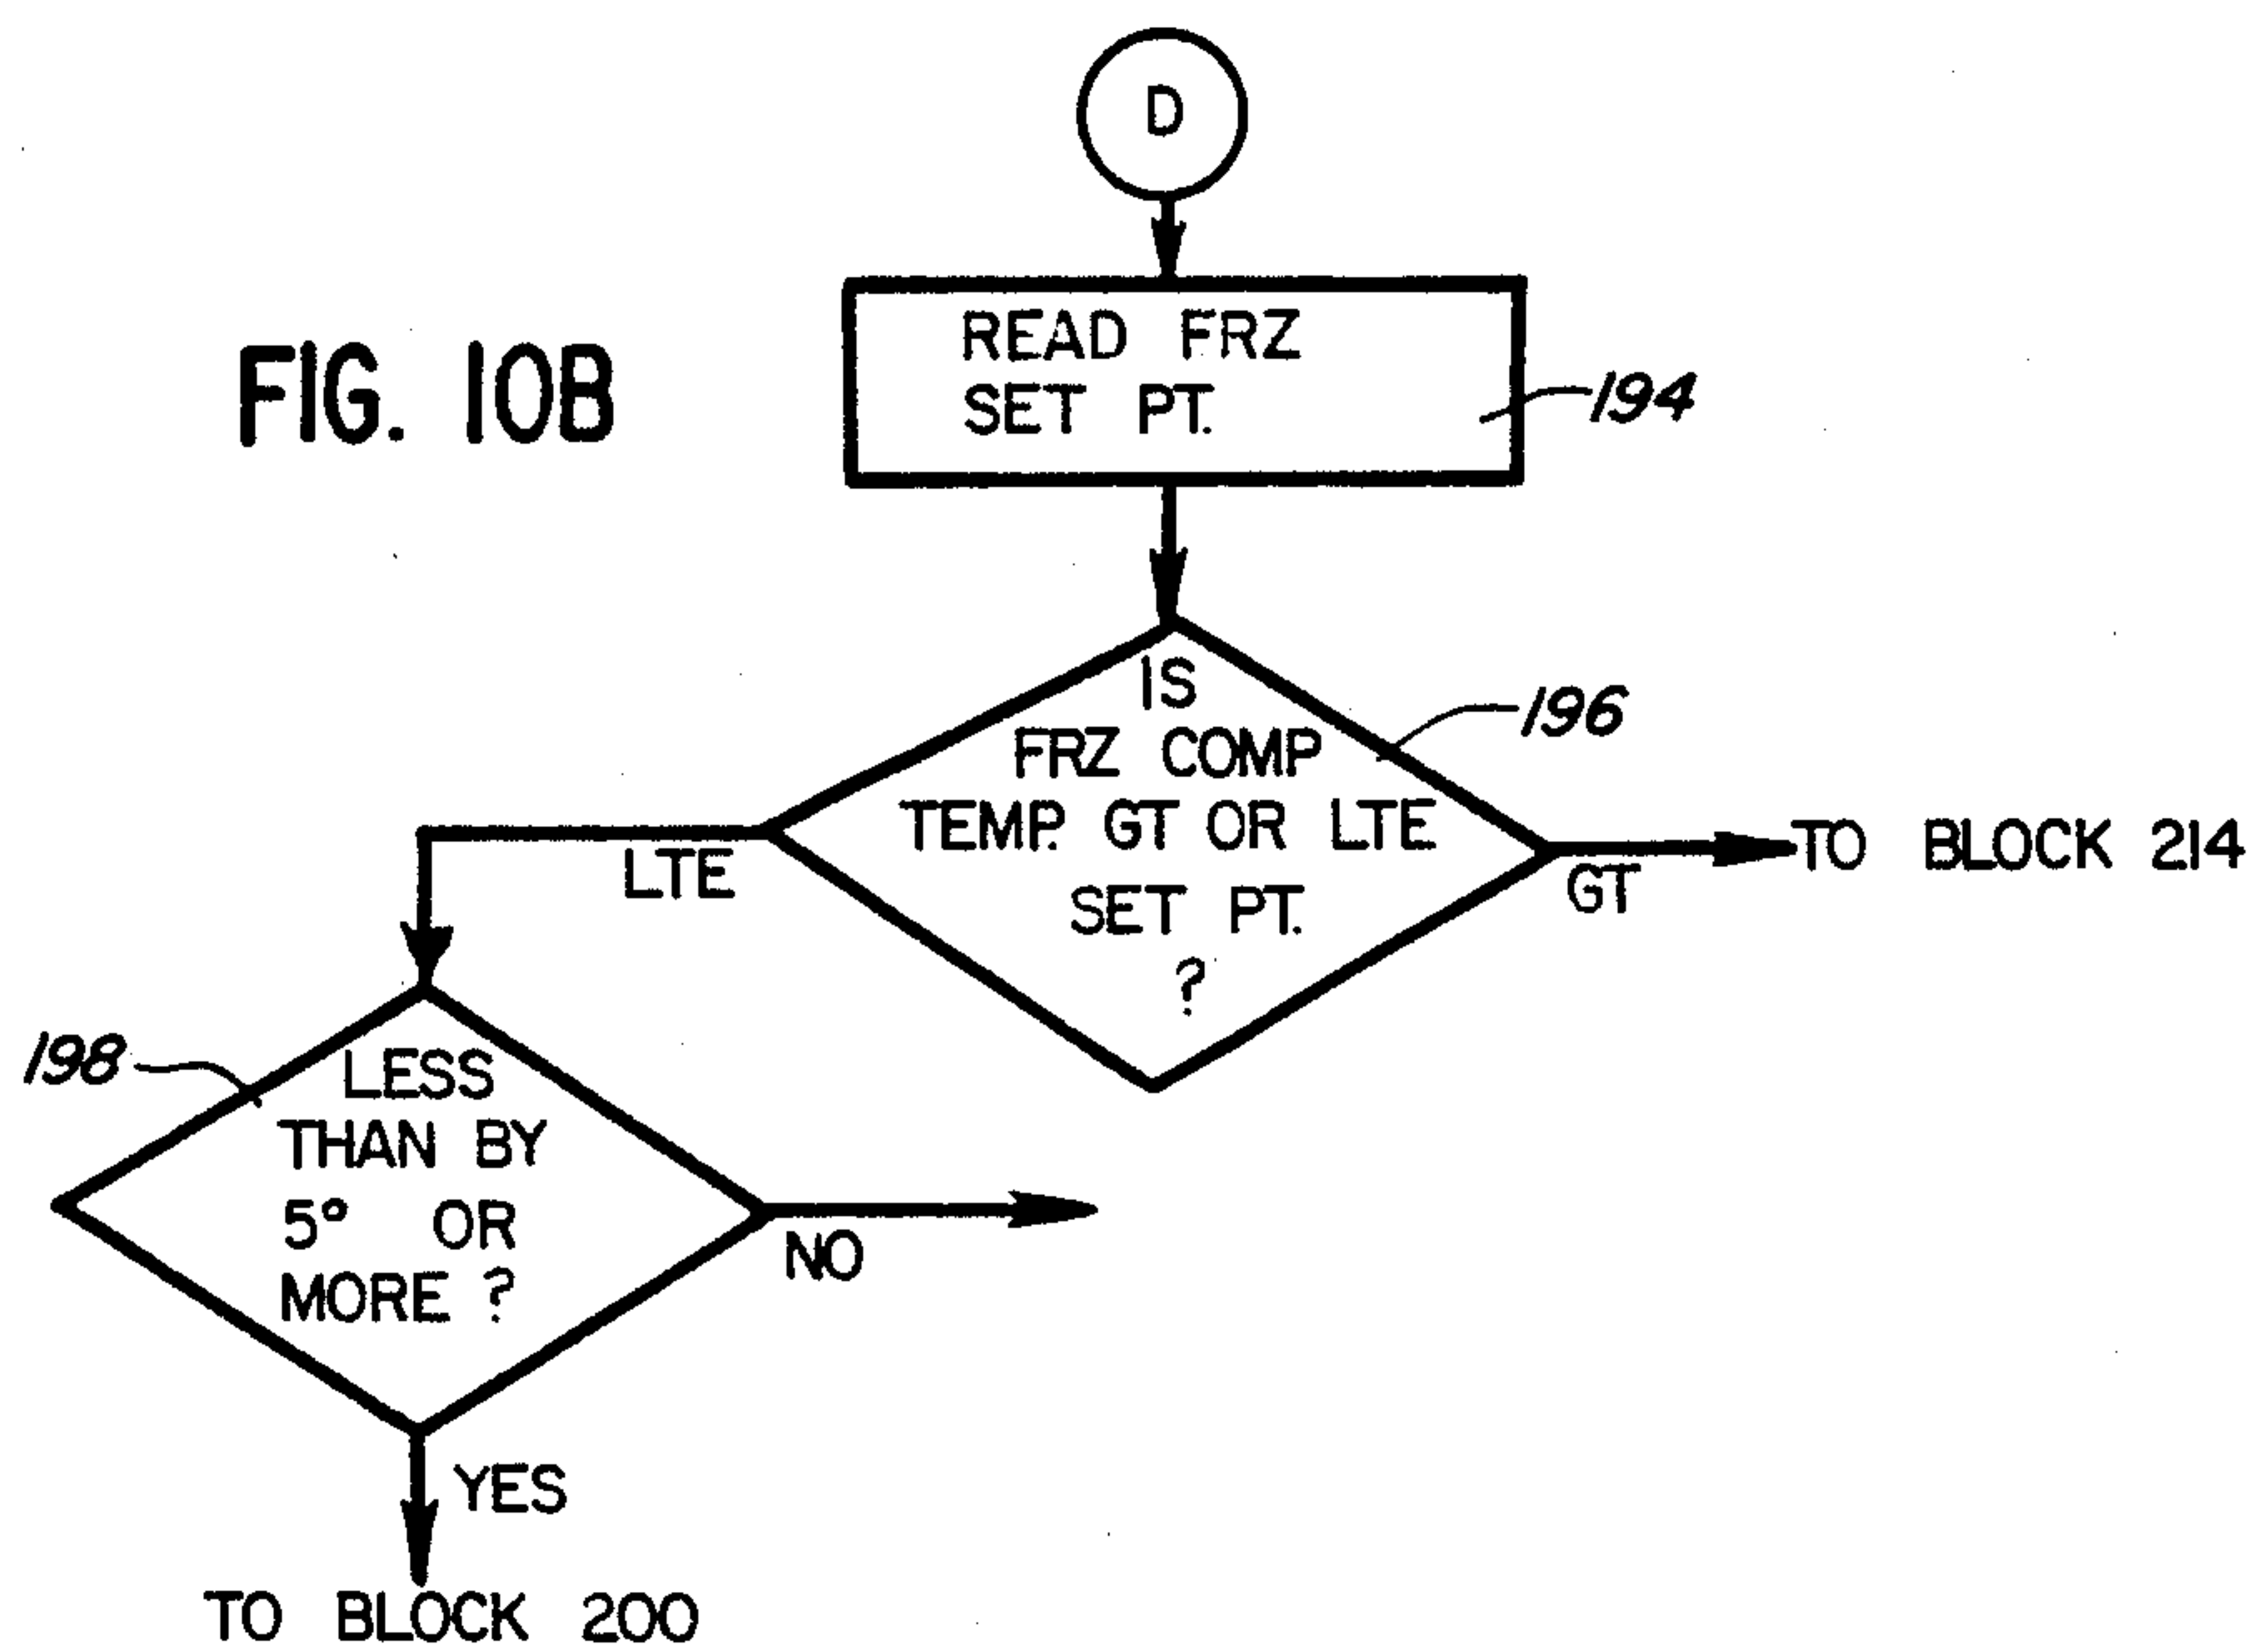 D
FIG. 10B
READ FRZ
SET PT.
194
IS
FRZ COMP
TEMP. GT OR LTE
SET PT.
?
196
LTE
GT
TO BLOCK 214
198
LESS
THAN BY
5° OR
MORE ?
NO
YES
TO BLOCK 200